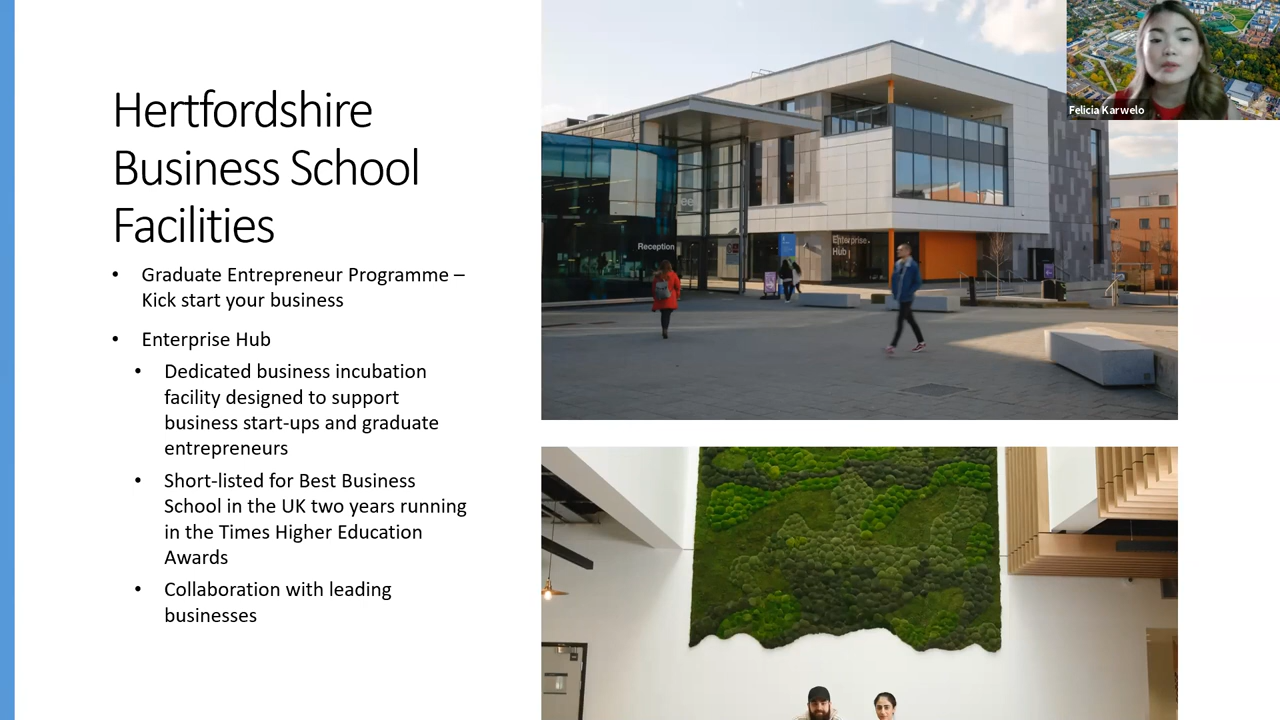 Hertfordshire
Business School
Facilities
• Graduate Entrepreneur Programme –
Kick start your business
• Enterprise Hub
• Dedicated business incubation
facility designed to support
business start-ups and graduate
entrepreneurs
• Short-listed for Best Business
School in the UK two years running
in the Times Higher Education
Awards
• Collaboration with leading
businesses
Reception
Enterprise
Hub
Felicia Karwelo